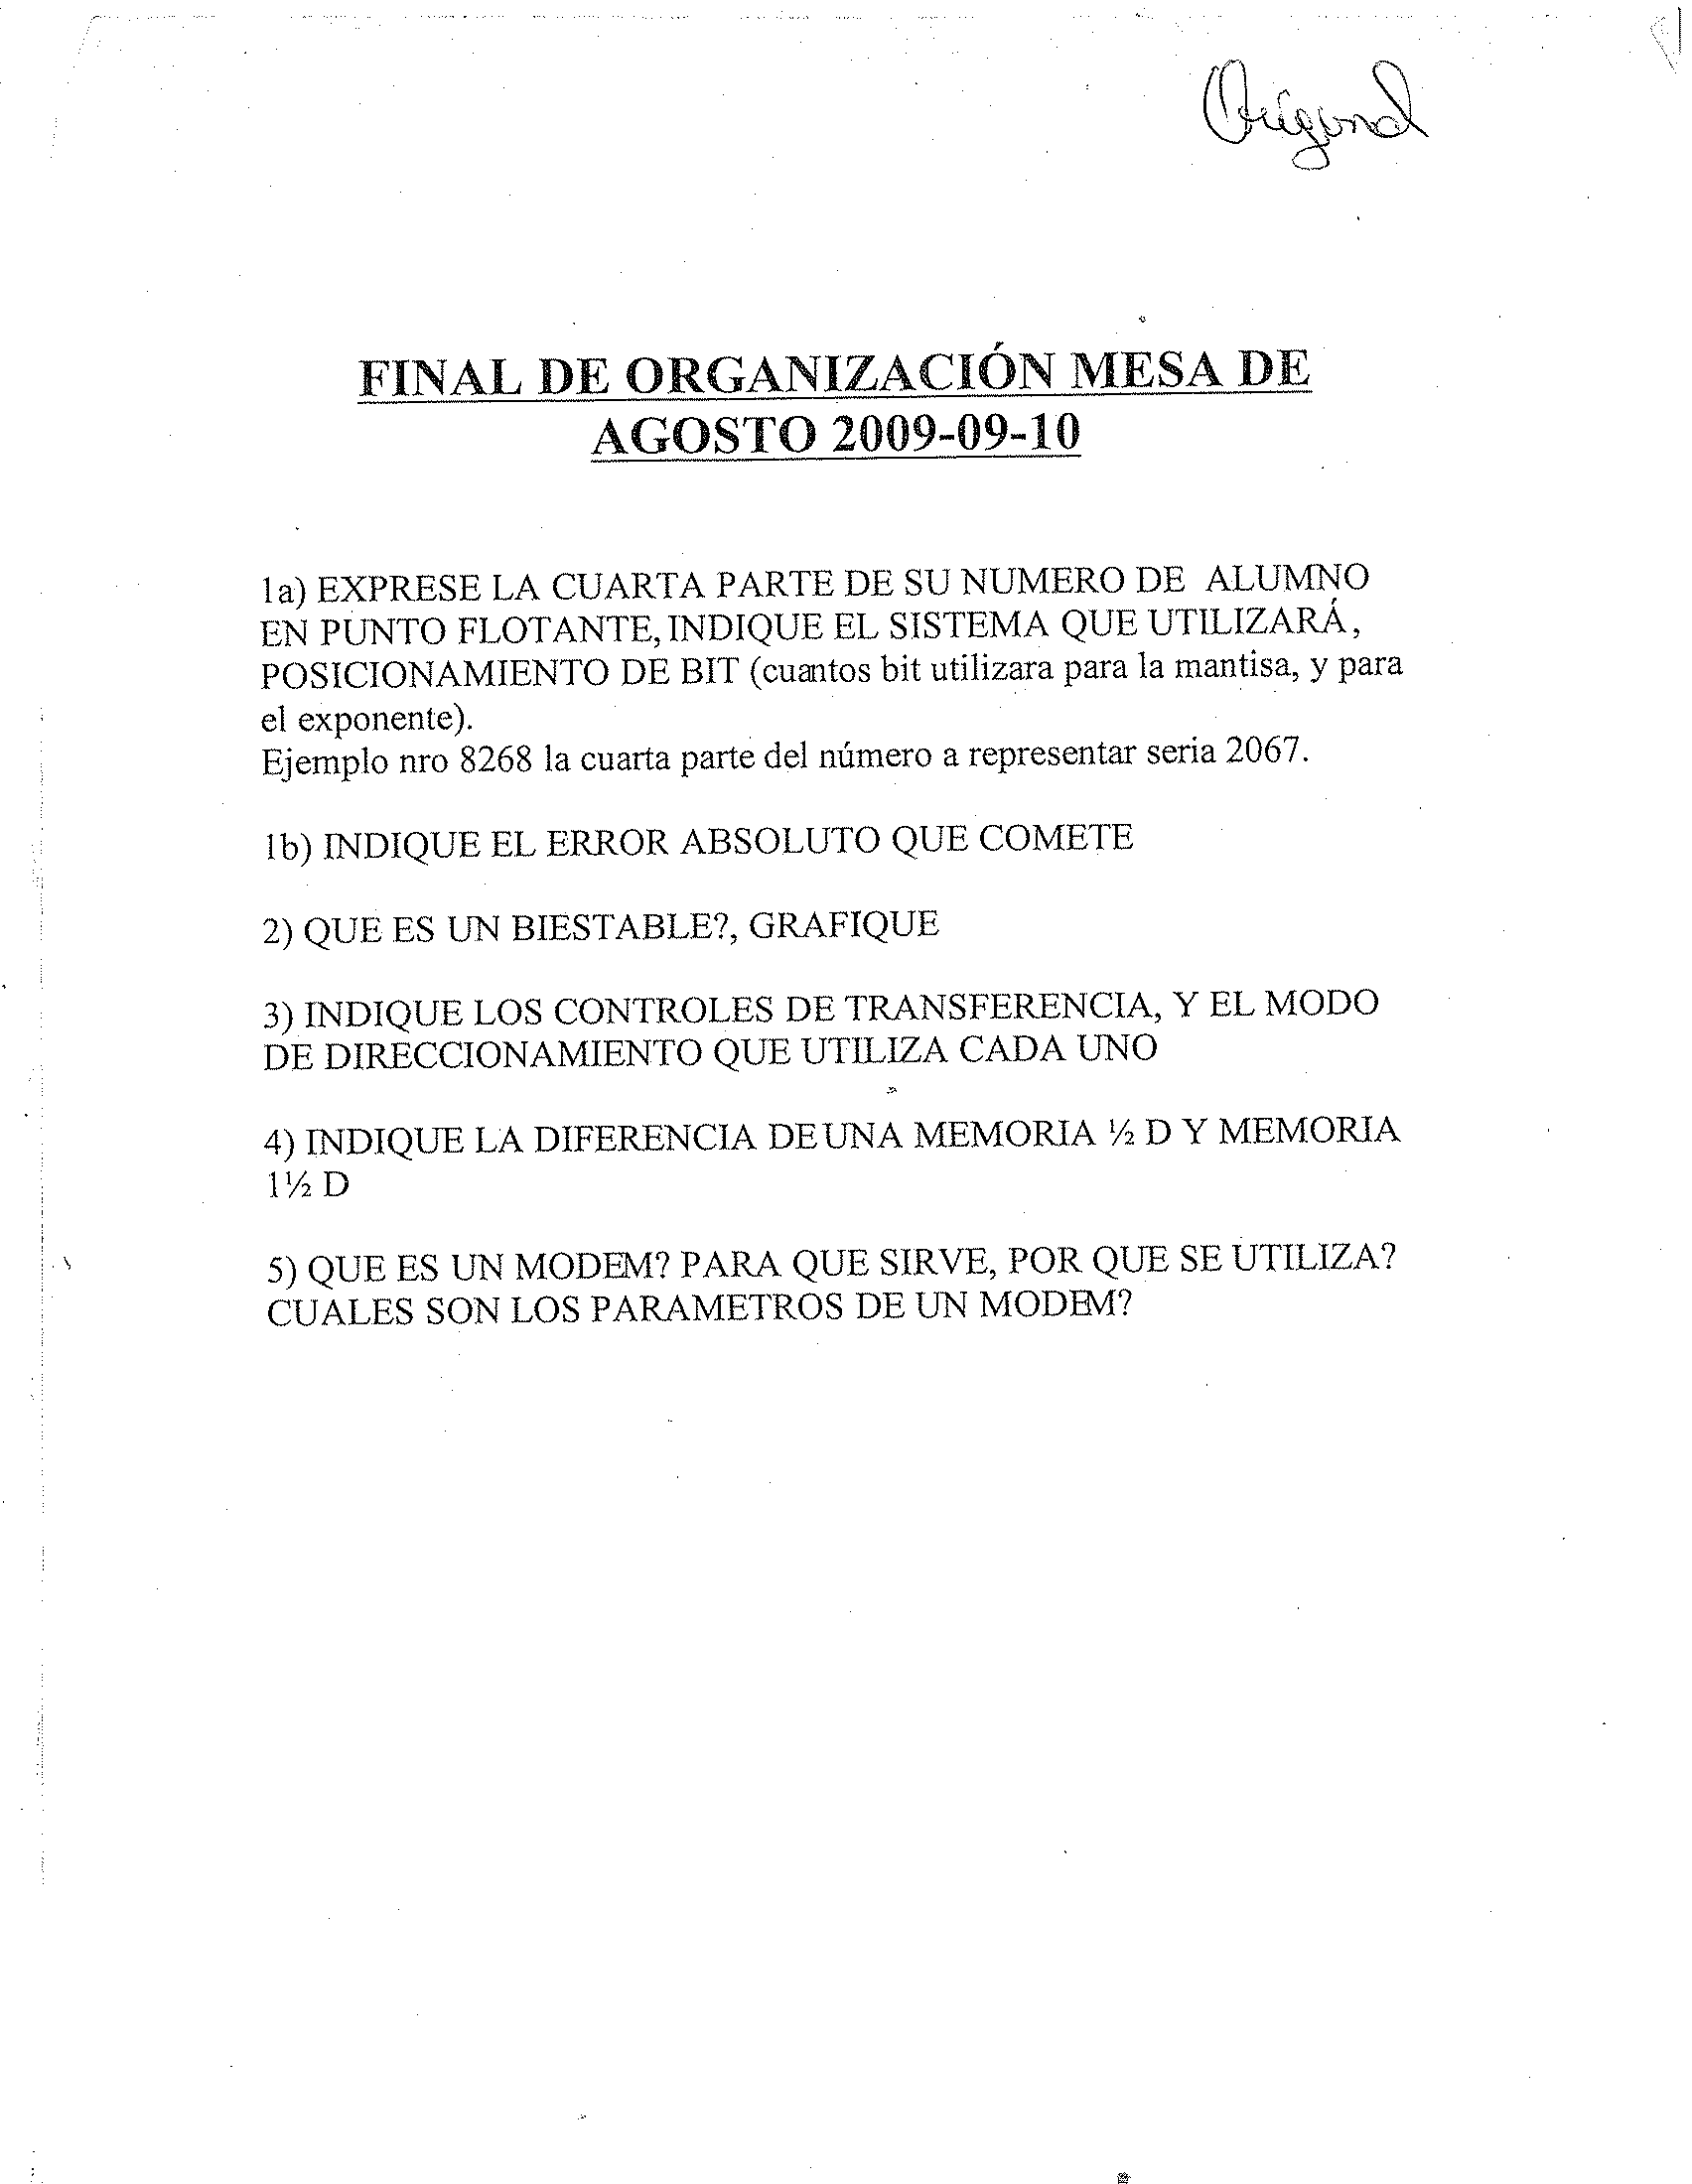 Original
FINAL DE ORGANIZACIÓN MESA DE
AGOSTO 2009-09-10
1a) EXPRESE LA CUARTA PARTE DE SU NUMERO DE ALUMNO
EN PUNTO FLOTANTE, INDIQUE EL SISTEMA QUE UTILIZARÁ,
POSICIONAMIENTO DE BIT (cuantos bit utilizara para la mantisa, y para
el exponente).
Ejemplo nro 8268 la cuarta parte del número a representar seria 2067.
1b) INDIQUE EL ERROR ABSOLUTO QUE COMETE
2) QUE ES UN BIESTABLE?, GRAFIQUE
3) INDIQUE LOS CONTROLES DE TRANSFERENCIA, Y EL MODO
DE DIRECCIONAMIENTO QUE UTILIZA CADA UNO
4) INDIQUE LA DIFERENCIA DE UNA MEMORIA ½ D Y MEMORIA
1½ D
5) QUE ES UN MODEM? PARA QUE SIRVE, POR QUE SE UTILIZA?
CUALES SON LOS PARAMETROS DE UN MODEM?